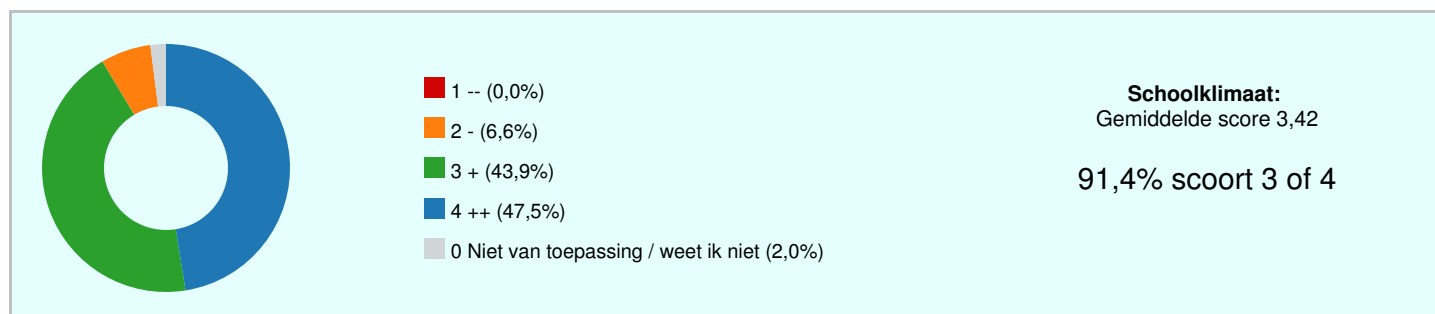 1 -- (0,0%)
2 - (6,6%)
3 + (43,9%)
4 ++ (47,5%)
0 Niet van toepassing / weet ik niet (2,0%)
Schoolklimaat:
Gemiddelde score 3,42
91,4% scoort 3 of 4